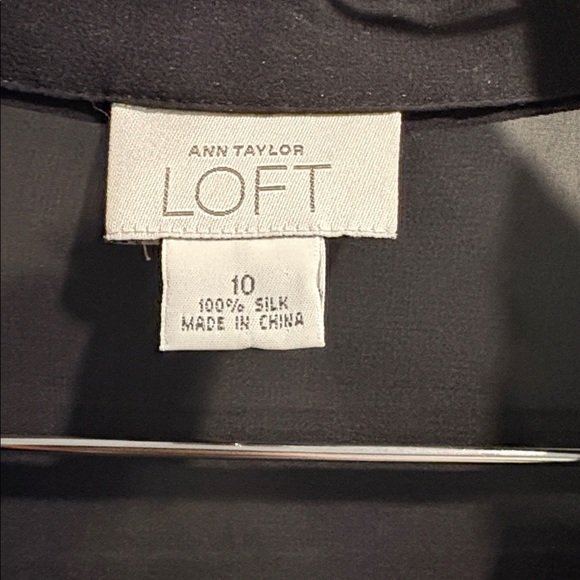 ANN TAYLOR
LOFT
10
100% SILK
MADE IN CHINA